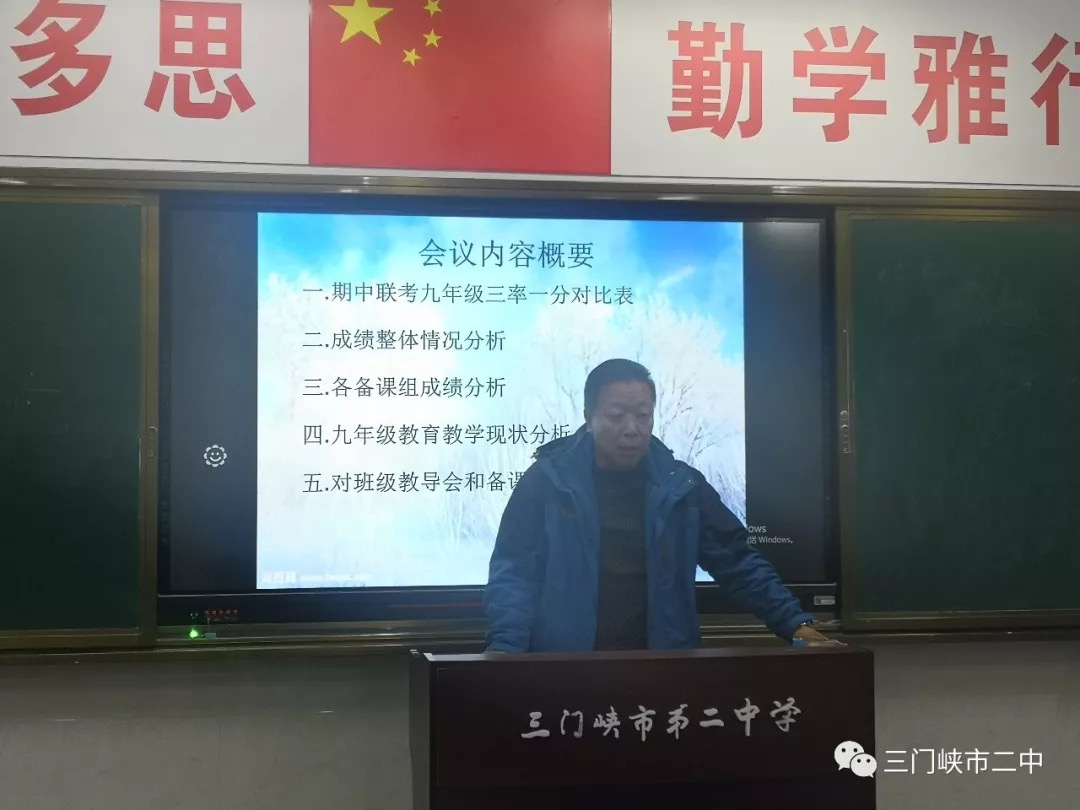 多思
勤学雅行
会议内容概要
一.期中联考九年级三率一分对比表
二.成绩整体情况分析
三.各备课组成绩分析
四.九年级教育教学现状分析
五.对班级教导会和备课
Windows。
三门峡市第二中学
三门峡市二中